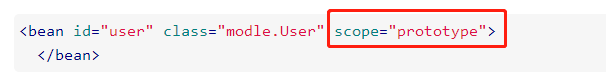 <bean id="user" class="modle.User" scope="prototype">
</bean>